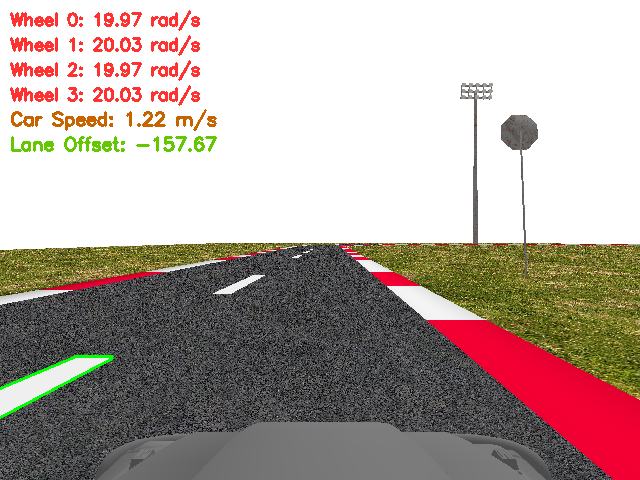 Wheel 0: 19.97 rad/s
Wheel 1: 20.03 rad/s
Wheel 2: 19.97 rad/s
Wheel 3: 20.03 rad/s
Car Speed: 1.22 m/s
Lane Offset: -157.67